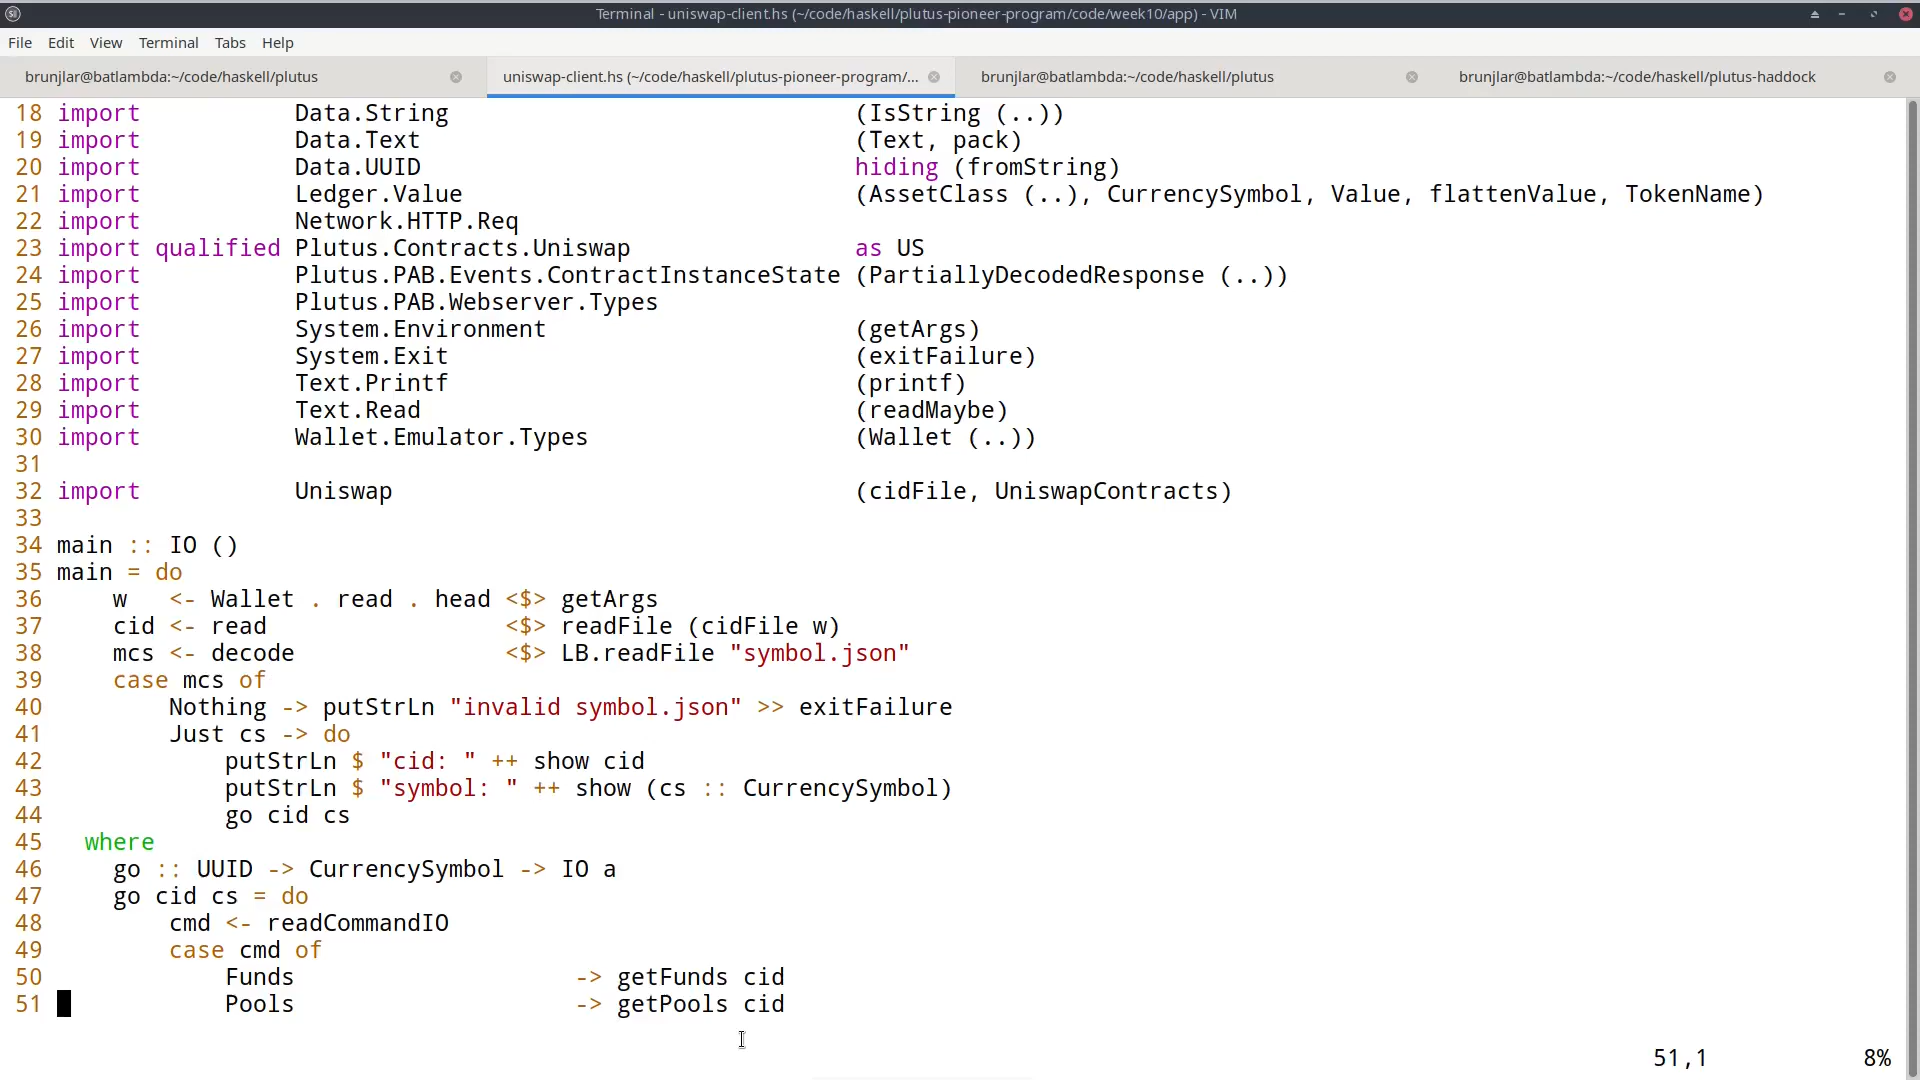 Terminal - uniswap-client.hs (~/code/haskell/plutus-pioneer-program/code/week10/app) - VIM
File Edit View Terminal Tabs Help
brunjlar@batlambda:~/code/haskell/plutus uniswap-client.hs (~/code/haskell/plutus-pioneer-program/... brunjlar@batlambda:~/code/haskell/plutus brunjlar@batlambda:~/code/haskell/plutus-haddock
18 import           Data.String                             (IsString (..))
19 import           Data.Text                               (Text, pack)
20 import           Data.UUID                               hiding (fromString)
21 import           Ledger.Value                            (AssetClass (..), CurrencySymbol, Value, flattenValue, TokenName)
22 import           Network.HTTP.Req
23 import qualified Plutus.Contracts.Uniswap                as US
24 import           Plutus.PAB.Events.ContractInstanceState (PartiallyDecodedResponse (..))
25 import           Plutus.PAB.Webserver.Types
26 import           System.Environment                      (getArgs)
27 import           System.Exit                             (exitFailure)
28 import           Text.Printf                             (printf)
29 import           Text.Read                               (readMaybe)
30 import           Wallet.Emulator.Types                   (Wallet (..))
31
32 import           Uniswap                                 (cidFile, UniswapContracts)
33
34 main :: IO ()
35 main = do
36     w   <- Wallet . read . head <$> getArgs
37     cid <- read                 <$> readFile (cidFile w)
38     mcs <- decode               <$> LB.readFile "symbol.json"
39     case mcs of
40         Nothing -> putStrLn "invalid symbol.json" >> exitFailure
41         Just cs -> do
42             putStrLn $ "cid: " ++ show cid
43             putStrLn $ "symbol: " ++ show (cs :: CurrencySymbol)
44             go cid cs
45   where
46     go :: UUID -> CurrencySymbol -> IO a
47     go cid cs = do
48         cmd <- readCommandIO
49         case cmd of
50             Funds                    -> getFunds cid
51             Pools                    -> getPools cid
51,1 8%